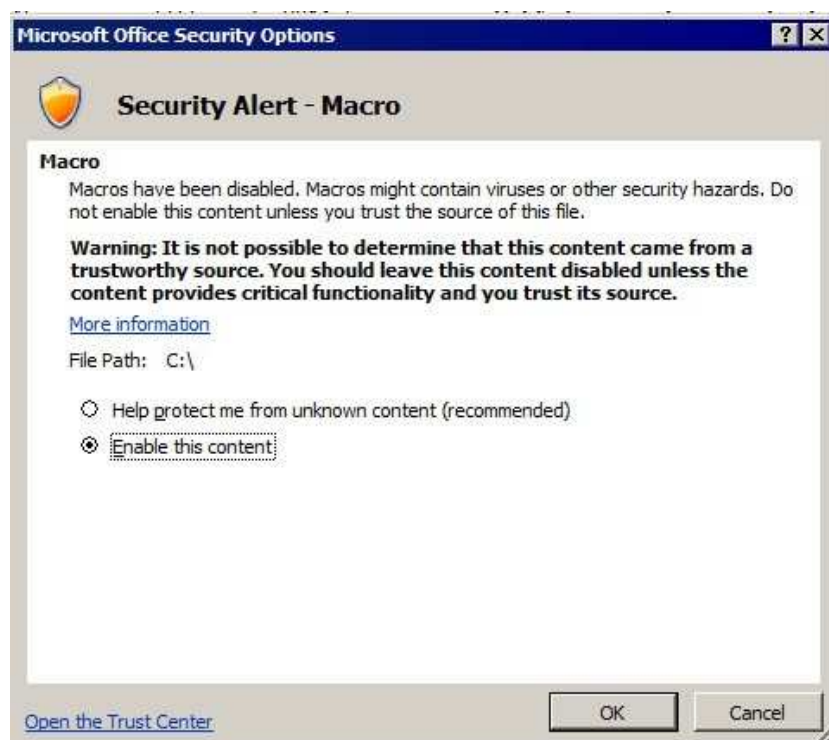 Microsoft Office Security Options
Security Alert - Macro
Macro
Macros have been disabled. Macros might contain viruses or other security hazards. Do
not enable this content unless you trust the source of this file.
Warning: It is not possible to determine that this content came from a
trustworthy source. You should leave this content disabled unless the
content provides critical functionality and you trust its source.
More information
File Path: C:\
Help protect me from unknown content (recommended)
Enable this content
Open the Trust Center
OK
Cancel